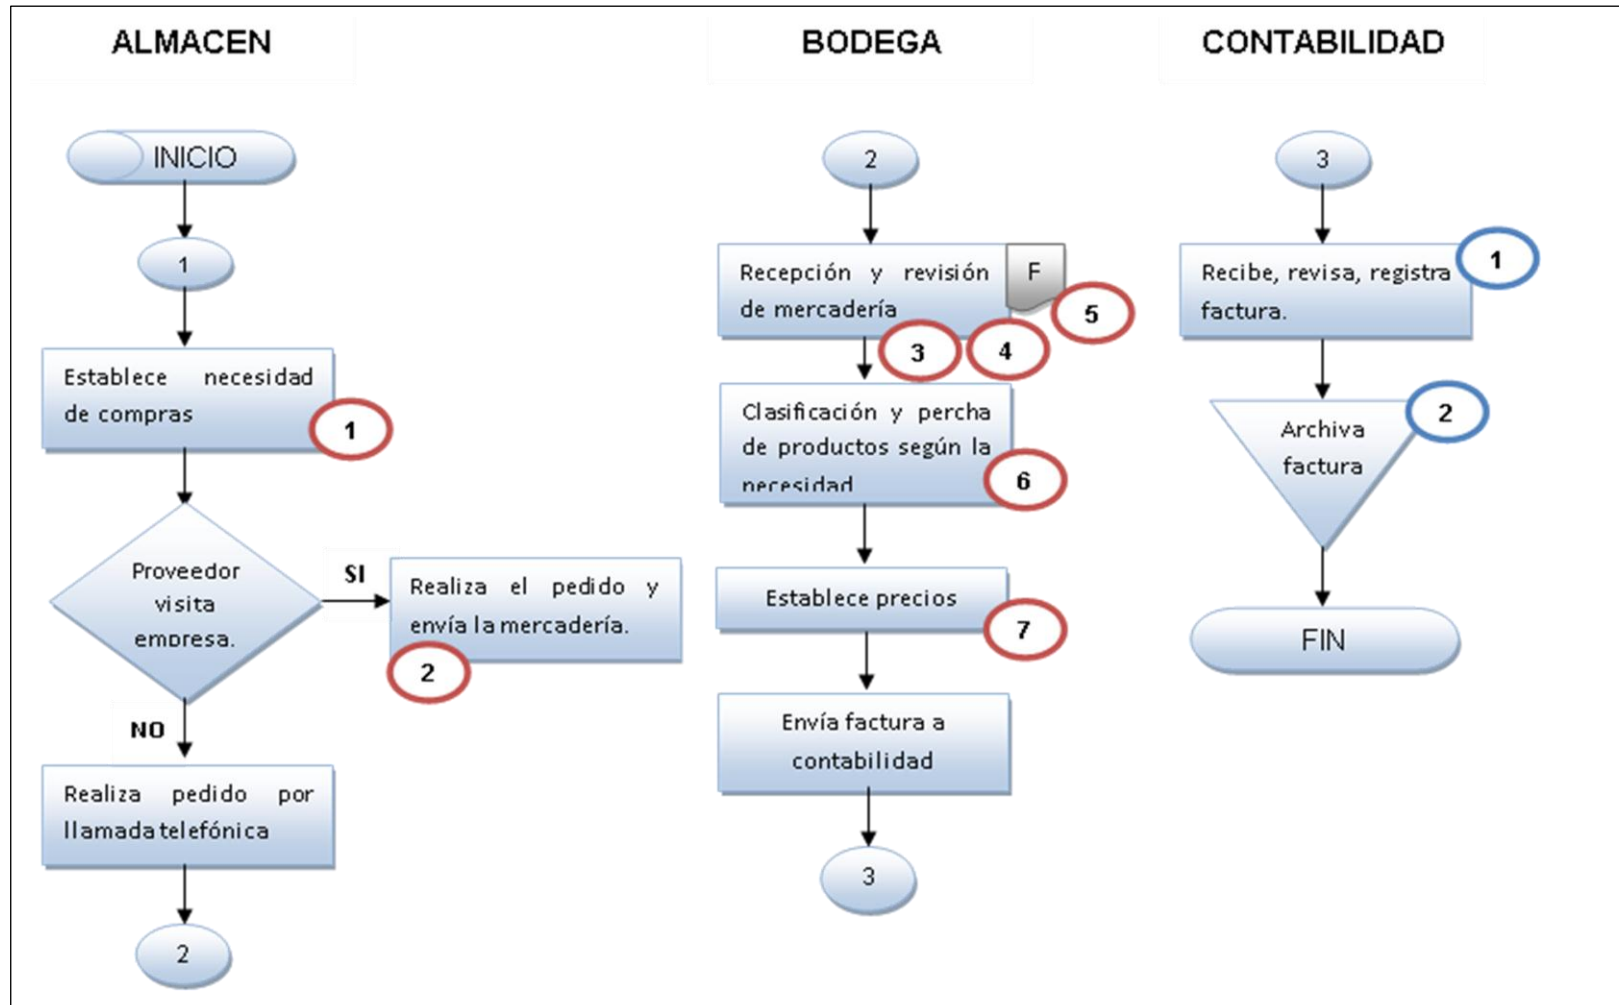 ALMACEN
INICIO
1
Establece necesidad
de compras
1
Proveedor
visita
empresa.
SI
Realiza el pedido y
envía la mercadería.
2
NO
Realiza pedido por
llamada telefónica
2
BODEGA
2
Recepción y revisión
de mercadería
F
5
3
4
Clasificación y percha
de productos según la
necesidad
6
Establece precios
7
Envía factura a
contabilidad
3
CONTABILIDAD
3
1
Recibe, revisa, registra
factura.
2
Archiva
factura
FIN